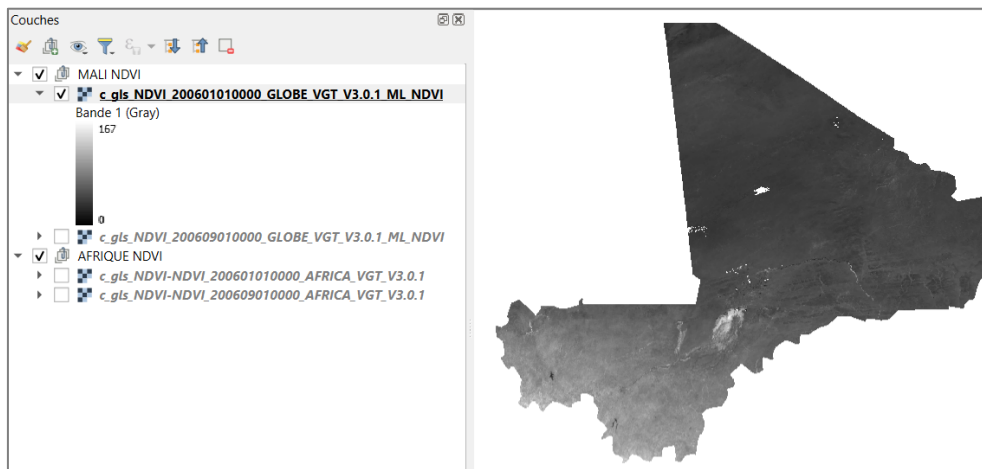 Couches
MALI NDVI
c_gls_NDVI_200601010000_GLOBE_VGT_V3.0.1_ML_NDVI
Bande 1 (Gray)
167
0
c_gls_NDVI_200609010000_GLOBE_VGT_V3.0.1_ML_NDVI
AFRIQUE NDVI
c_gls_NDVI-NDVI_200601010000_AFRICA_VGT_V3.0.1
c_gls_NDVI-NDVI_200609010000_AFRICA_VGT_V3.0.1